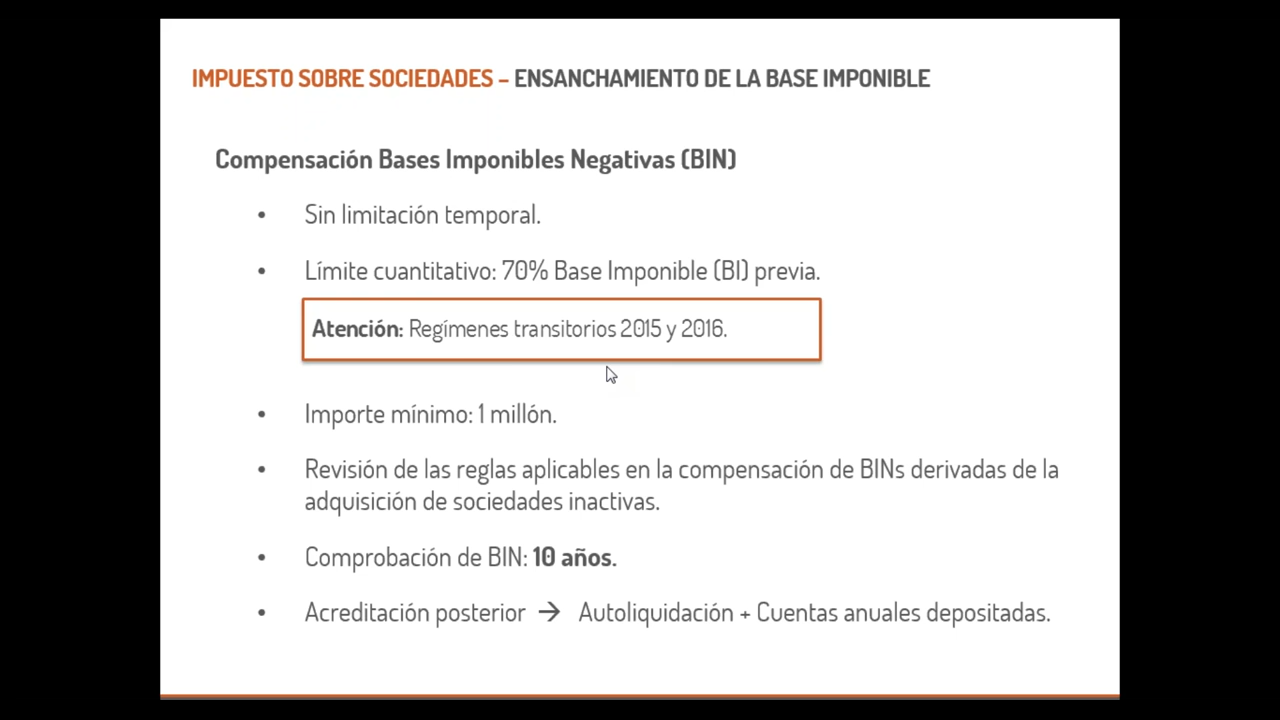 IMPUESTO SOBRE SOCIEDADES – ENSANCHAMIENTO DE LA BASE IMPONIBLE
Compensación Bases Imponibles Negativas (BIN)
• Sin limitación temporal.
• Límite cuantitativo: 70% Base Imponible (BI) previa.
Atención: Regímenes transitorios 2015 y 2016.
• Importe mínimo: 1 millón.
• Revisión de las reglas aplicables en la compensación de BINs derivadas de la
adquisición de sociedades inactivas.
• Comprobación de BIN: 10 años.
• Acreditación posterior → Autoliquidación + Cuentas anuales depositadas.